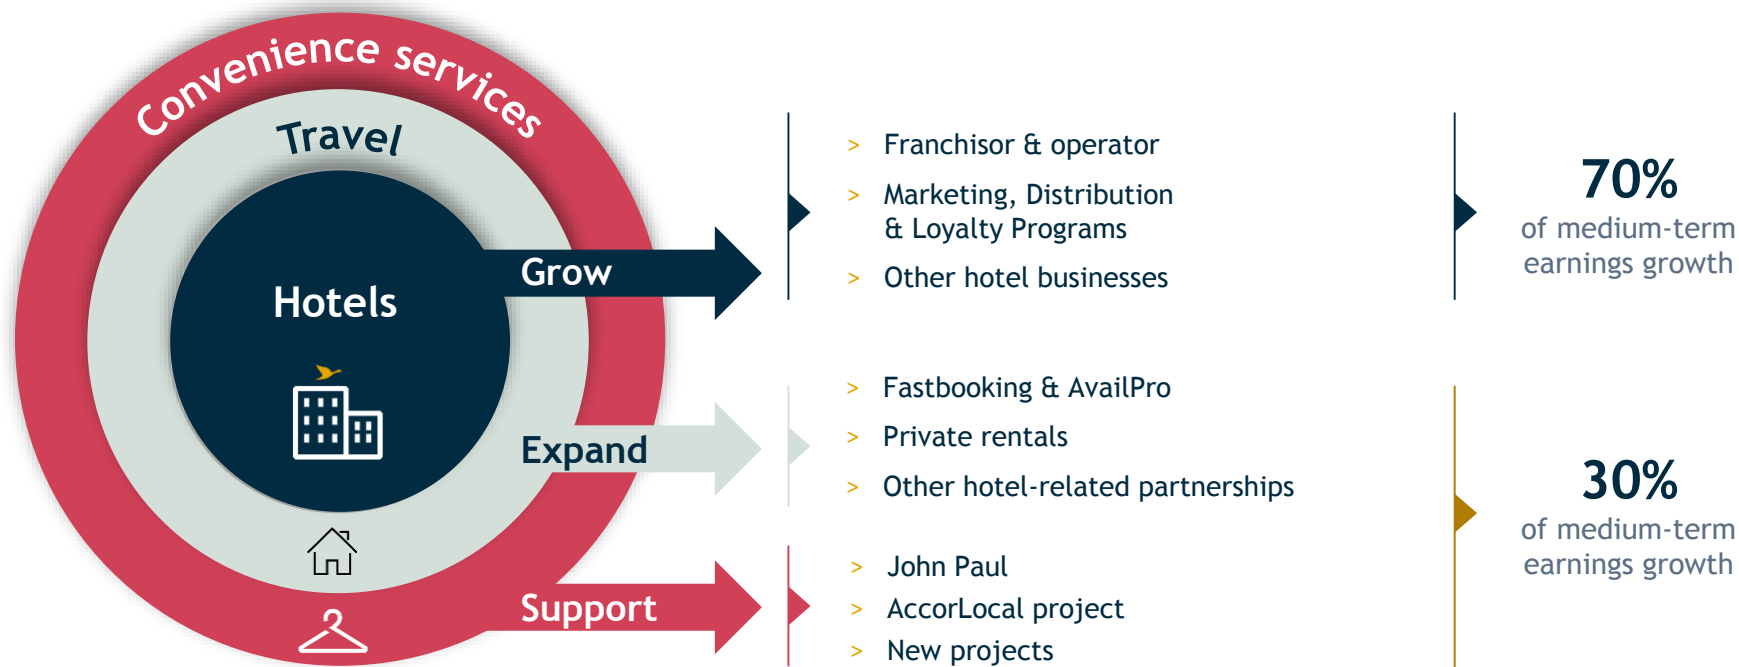 Convenience services
Travel
Hotels
Grow
> Franchisor & operator
> Marketing, Distribution
& Loyalty Programs
> Other hotel businesses
70%
of medium-term
earnings growth
Expand
> Fastbooking & AvailPro
> Private rentals
> Other hotel-related partnerships
Support
> John Paul
> AccorLocal project
> New projects
30%
of medium-term
earnings growth